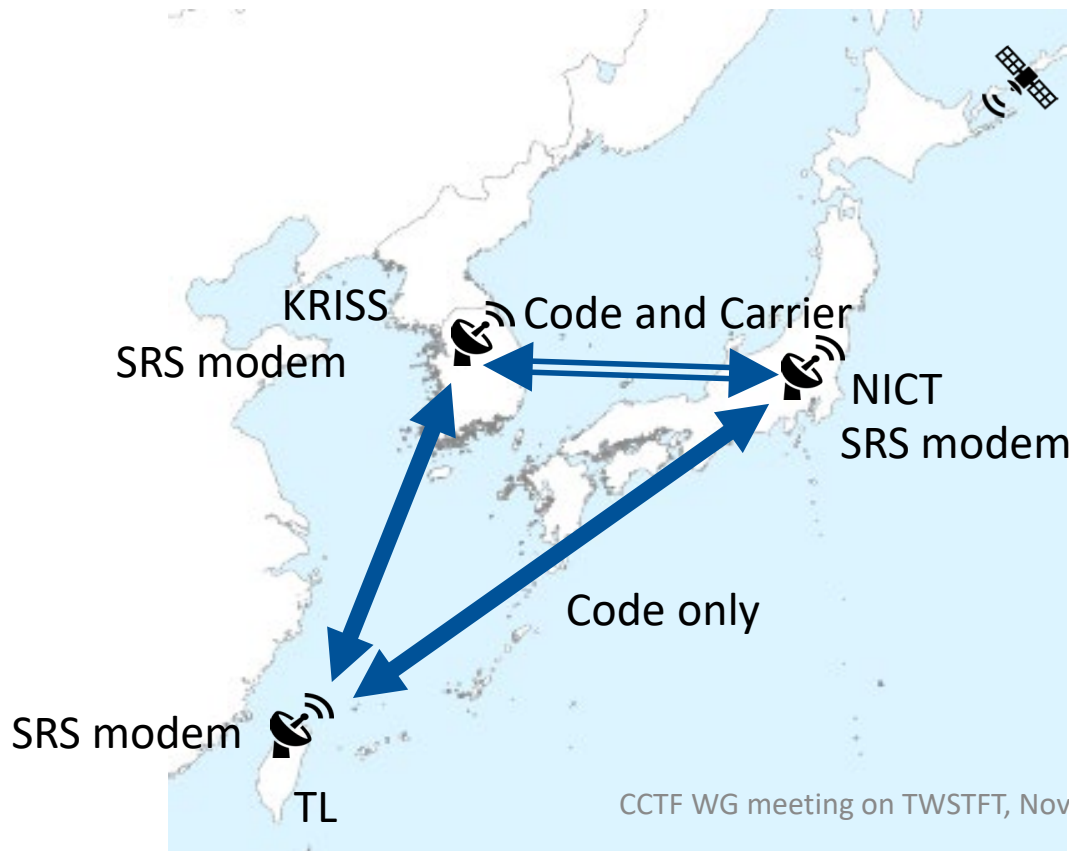 KRISS
SRS modem
Code and Carrier
NICT
SRS modem
Code only
SRS modem
TL
CCTF WG meeting on TWSTFT, Nov